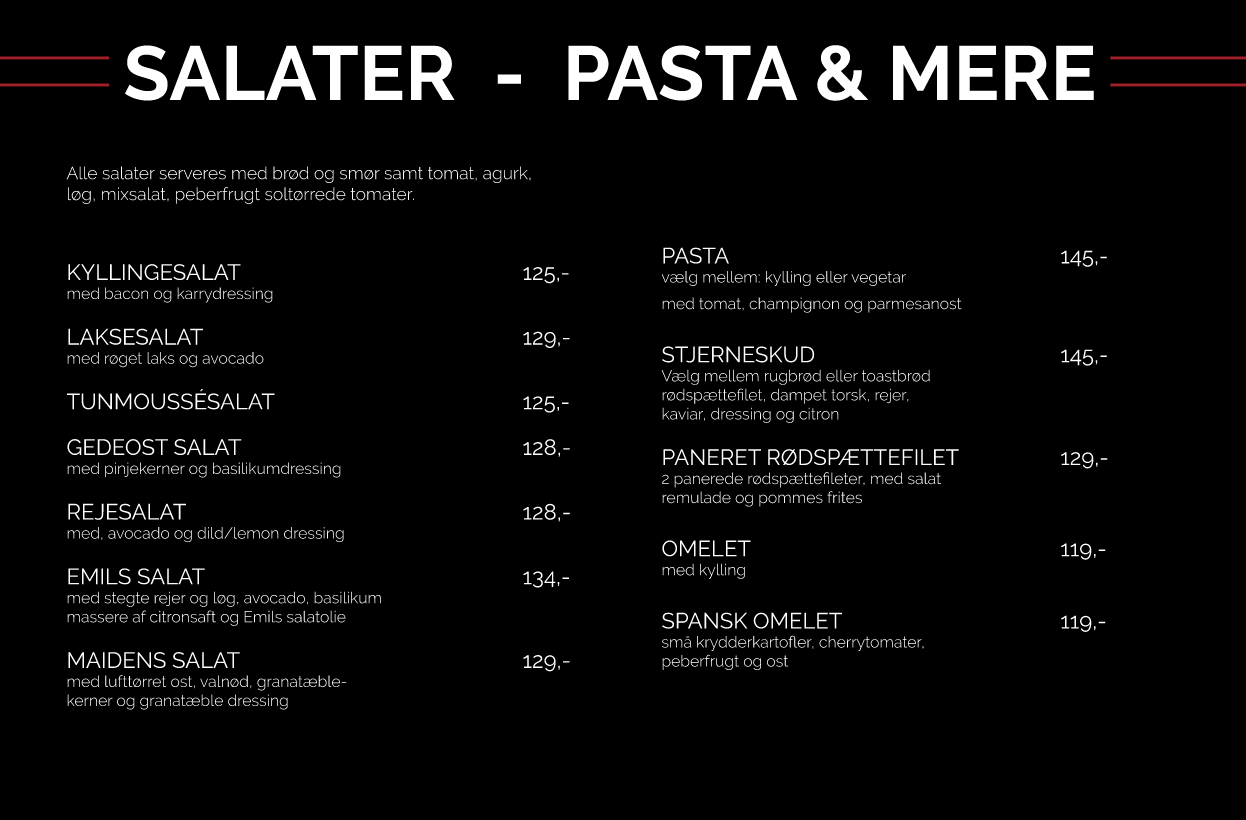 SALATER - PASTA & MERE
Alle salater serveres med brød og smør samt tomat, agurk,
løg, mixsalat, peberfrugt soltørrede tomater.
KYLLINGESALAT 125,-
med bacon og karrydressing
LAKSESALAT 129,-
med røget laks og avocado
TUNMOUSSÉSALAT 125,-
GEDEOST SALAT 128,-
med pinjekerner og basilikumdressing
REJESALAT 128,-
med, avocado og dild/lemon dressing
EMILS SALAT 134,-
med stegte rejer og løg, avocado, basilikum
massere af citronsaft og Emils salatolie
MAIDENS SALAT 129,-
med lufttørret ost, valnød, granatæble-
kerner og granatæble dressing
PASTA 145,-
vælg mellem: kylling eller vegetar
med tomat, champignon og parmesanost
STJERNESKUD 145,-
Vælg mellem rugbrød eller toastbrød
rødspættefilet, dampet torsk, rejer,
kaviar, dressing og citron
PANERET RØDSPÆTTEFILET 129,-
2 panerede rødspættefileter, med salat
remulade og pommes frites
OMELET 119,-
med kylling
SPANSK OMELET 119,-
små krydderkartofler, cherrytomater,
peberfrugt og ost